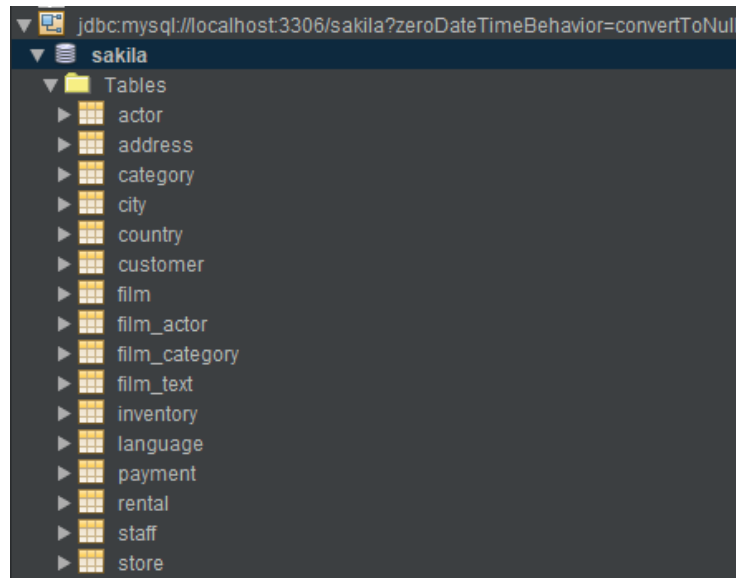 jdbc:mysql://localhost:3306/sakila?zeroDateTimeBehavior=convertToNull
sakila
Tables
actor
address
category
city
country
customer
film
film_actor
film_category
film_text
inventory
language
payment
rental
staff
store